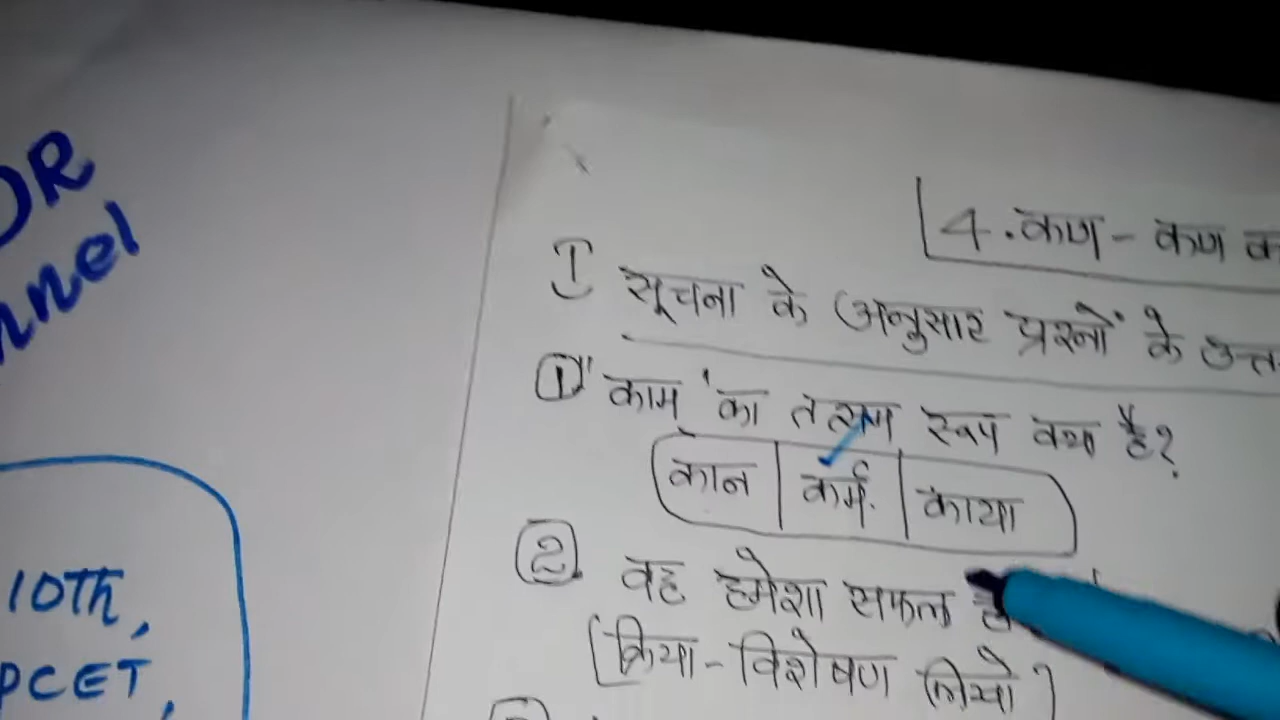 OR
nnel
10Th,
PCET,
4. कण - कण क
I सूचना के अनुसार प्रश्नों के उत्त
① "काम' का तत्सम रूप क्या है?
कान | कर्म. | काया
② वह हमेशा सफल
[क्रिया - विशेषण लिखो]